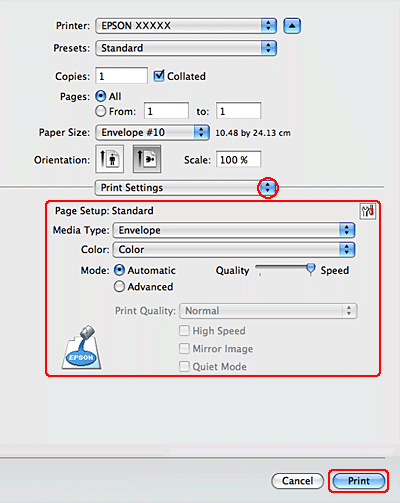 Printer: EPSON XXXXX
Presets: Standard
Copies: 1 Collated
Pages: All
From: 1 to: 1
Paper Size: Envelope #10 10.48 by 24.13 cm
Orientation: Scale: 100 %
Print Settings
Page Setup: Standard
Media Type: Envelope
Color: Color
Mode: Automatic Quality Speed
Advanced
Print Quality: Normal
High Speed
Mirror Image
Quiet Mode
EPSON
Cancel Print